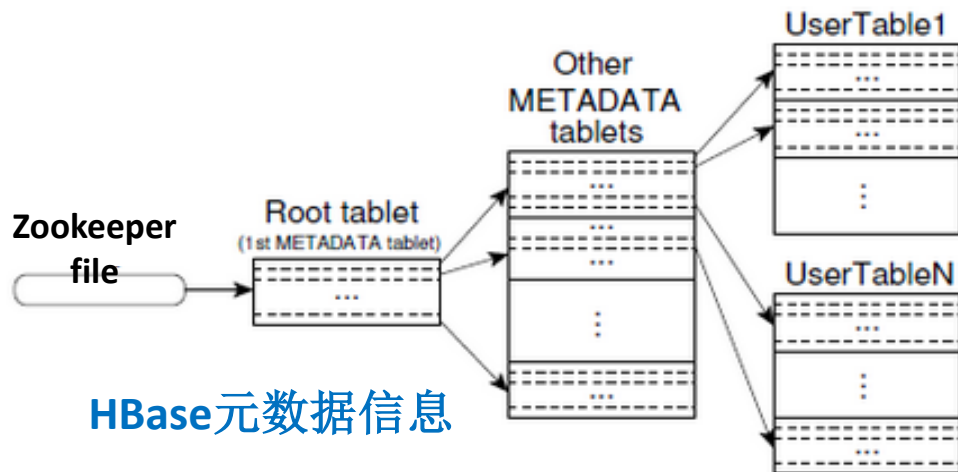 Zookeeper
file
Root tablet
(1st METADATA tablet)
...
Other
METADATA
tablets
...
...
...
⋮
...
UserTable1
...
...
⋮
UserTableN
...
⋮
...
HBase元数据信息